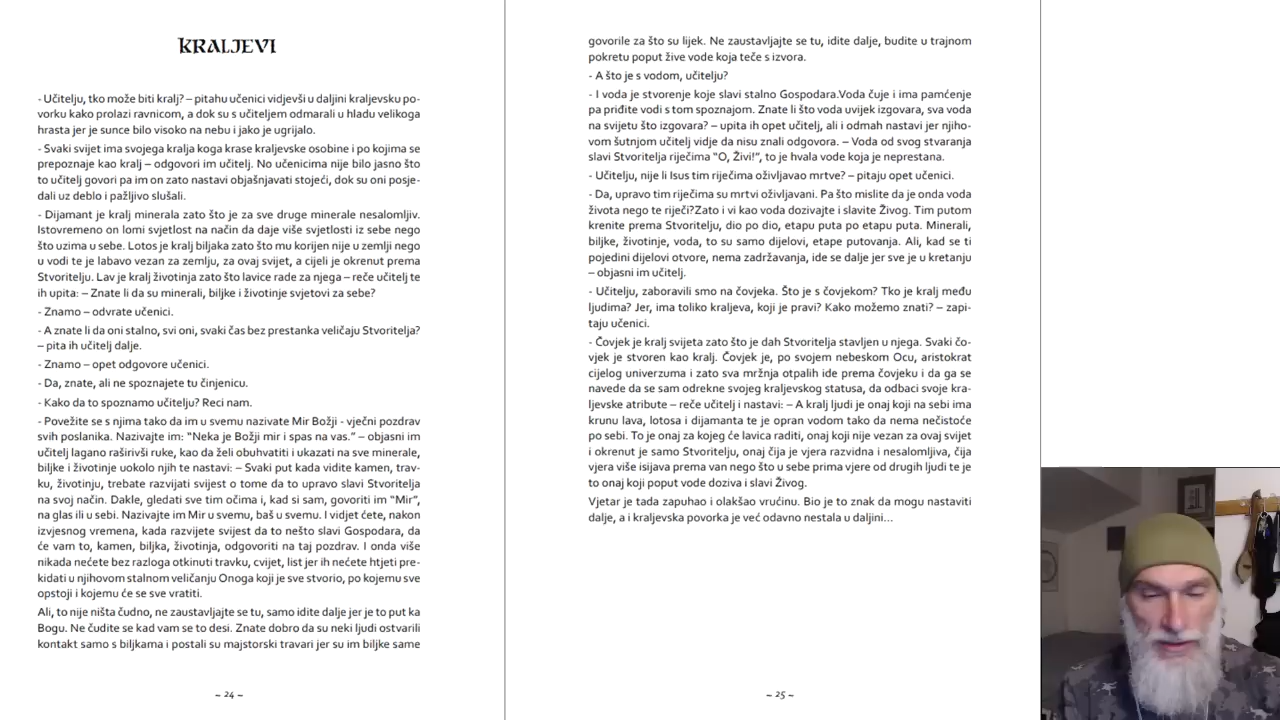 KRALJEVI
- Učitelju, tko može biti kralj? – pitahu učenici vidjevši u daljini kraljevsku po-
vorku kako prolazi ravnicom, a dok su s učiteljem odmarali u hladu velikoga
hrasta jer je sunce bilo visoko na nebu i jako je ugrijalo.
- Svaki svijet ima svojega kralja koga krase kraljevske osobine i po kojima se
prepoznaje kao kralj – odgovori im učitelj. No učenicima nije bilo jasno što
to učitelj govori pa im on zato nastavi objašnjavati stojeći, dok su oni posje-
dali uz deblo i pažljivo slušali.
- Dijamant je kralj minerala zato što je za sve druge minerale nesalomljiv.
Istovremeno on lomi svjetlost na način da daje više svjetlosti iz sebe nego
što uzima u sebe. Lotos je kralj biljaka zato što mu korijen nije u zemlji nego
u vodi te je labavo vezan za zemlju, za ovaj svijet, a cijeli je okrenut prema
Stvoritelju. Lav je kralj životinja zato što lavice rade za njega – reče učitelj te
ih upita: – Znate li da su minerali, biljke i životinje svjetovi za sebe?
- Znamo – odvrate učenici.
- A znate li da oni stalno, svi oni, svaki čas bez prestanka veličaju Stvoritelja?
– pita ih učitelj dalje.
- Znamo – opet odgovore učenici.
- Da, znate, ali ne spoznajete tu činjenicu.
- Kako da to spoznamo učitelju? Reci nam.
- Povežite se s njima tako da im u svemu nazivate Mir Božji - vječni pozdrav
svih poslanika. Nazivajte im: “Neka je Božji mir i spas na vas.” – objasni im
učitelj lagano raširivši ruke, kao da želi obuhvatiti i ukazati na sve minerale,
biljke i životinje uokolo njih te nastavi: – Svaki put kada vidite kamen, trav-
ku, životinju, trebate razvijati svijest o tome da to upravo slavi Stvoritelja
na svoj način. Dakle, gledati sve tim očima i, kad si sam, govoriti im “Mir”,
na glas ili u sebi. Nazivajte im Mir u svemu, baš u svemu. I vidjet ćete, nakon
izvjesnog vremena, kada razvijete svijest da to nešto slavi Gospodara, da
će vam to, kamen, biljka, životinja, odgovoriti na taj pozdrav. I onda više
nikada nećete bez razloga otkinuti travku, cvijet, list jer ih nećete htjeti pre-
kidati u njihovom stalnom veličanju Onoga koji je sve stvorio, po kojemu sve
opstoji i kojemu će se sve vratiti.
Ali, to nije ništa čudno, ne zaustavljajte se tu, samo idite dalje jer je to put ka
Bogu. Ne čudite se kad vam se to desi. Znate dobro da su neki ljudi ostvarili
kontakt samo s biljkama i postali su majstorski travari jer su im biljke same
~ 24 ~
govorile za što su lijek. Ne zaustavljajte se tu, idite dalje, budite u trajnom
pokretu poput žive vode koja teče s izvora.
- A što je s vodom, učitelju?
- I voda je stvorenje koje slavi stalno Gospodara.Voda čuje i ima pamćenje
pa priđite vodi s tom spoznajom. Znate li što voda uvijek izgovara, sva voda
na svijetu što izgovara? – upita ih opet učitelj, ali i odmah nastavi jer njiho-
vom šutnjom učitelj vidje da nisu znali odgovora. – Voda od svog stvaranja
slavi Stvoritelja riječima “O, Živi!”, to je hvala vode koja je neprestana.
- Učitelju, nije li Isus tim riječima oživljavao mrtve? – pitaju opet učenici.
- Da, upravo tim riječima su mrtvi oživljavani. Pa što mislite da je onda voda
života nego te riječi?Zato i vi kao voda dozivajte i slavite Živog. Tim putom
krenite prema Stvoritelju, dio po dio, etapu puta po etapu puta. Minerali,
biljke, životinje, voda, to su samo dijelovi, etape putovanja. Ali, kad se ti
pojedini dijelovi otvore, nema zadržavanja, ide se dalje jer sve je u kretanju
– objasni im učitelj.
- Učitelju, zaboravili smo na čovjeka. Što je s čovjekom? Tko je kralj među
ljudima? Jer, ima toliko kraljeva, koji je pravi? Kako možemo znati? – zapi-
taju učenici.
- Čovjek je kralj svijeta zato što je dah Stvoritelja stavljen u njega. Svaki čo-
vjek je stvoren kao kralj. Čovjek je, po svojem nebeskom Ocu, aristokrat
cijelog univerzuma i zato sva mržnja otpalih ide prema čovjeku i da ga se
navede da se sam odrekne svojeg kraljevskog statusa, da odbaci svoje kra-
ljevske atribute – reče učitelj i nastavi: – A kralj ljudi je onaj koji na sebi ima
krunu lava, lotosa i dijamanta te je opran vodom tako da nema nečistoće
po sebi. To je onaj za kojeg će lavica raditi, onaj koji nije vezan za ovaj svijet
i okrenut je samo Stvoritelju, onaj čija je vjera razvidna i nesalomljiva, čija
vjera više isijava prema van nego što u sebe prima vjere od drugih ljudi te je
to onaj koji poput vode doziva i slavi Živog.
Vjetar je tada zapuhao i olakšao vrućinu. Bio je to znak da mogu nastaviti
dalje, a i kraljevska povorka je već odavno nestala u daljini...
~ 25 ~